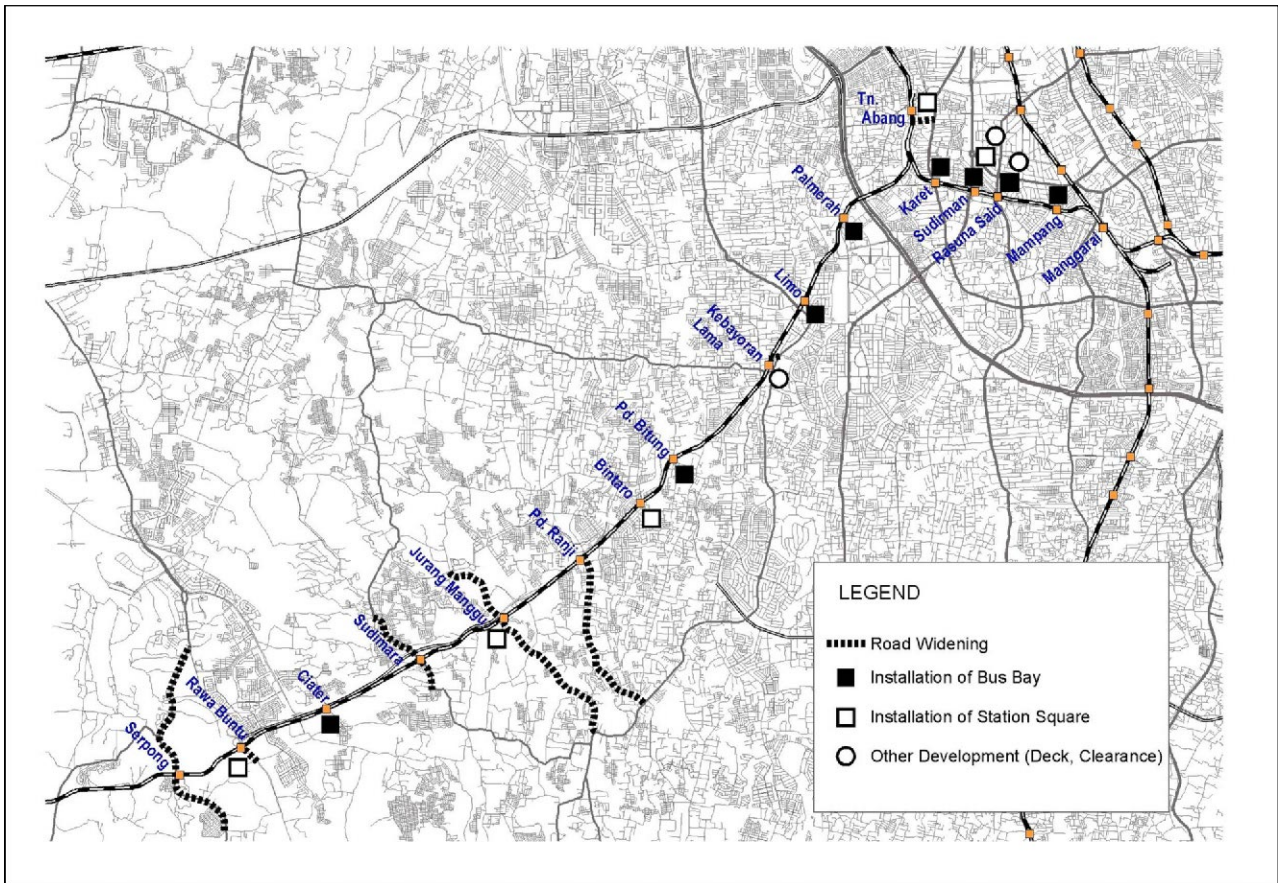 Tn.
Abang
Palmerah
Karet
Sudirman
Rasuna Said
Mampang
Manggarai
Limo
Kebayoran
Lama
Pd. Bitung
Bintaro
Pd. Ranji
Jurang Manggu
Sudimara
Ciater
Rawa Buntu
Serpong
LEGEND
Road Widening
Installation of Bus Bay
Installation of Station Square
Other Development (Deck, Clearance)